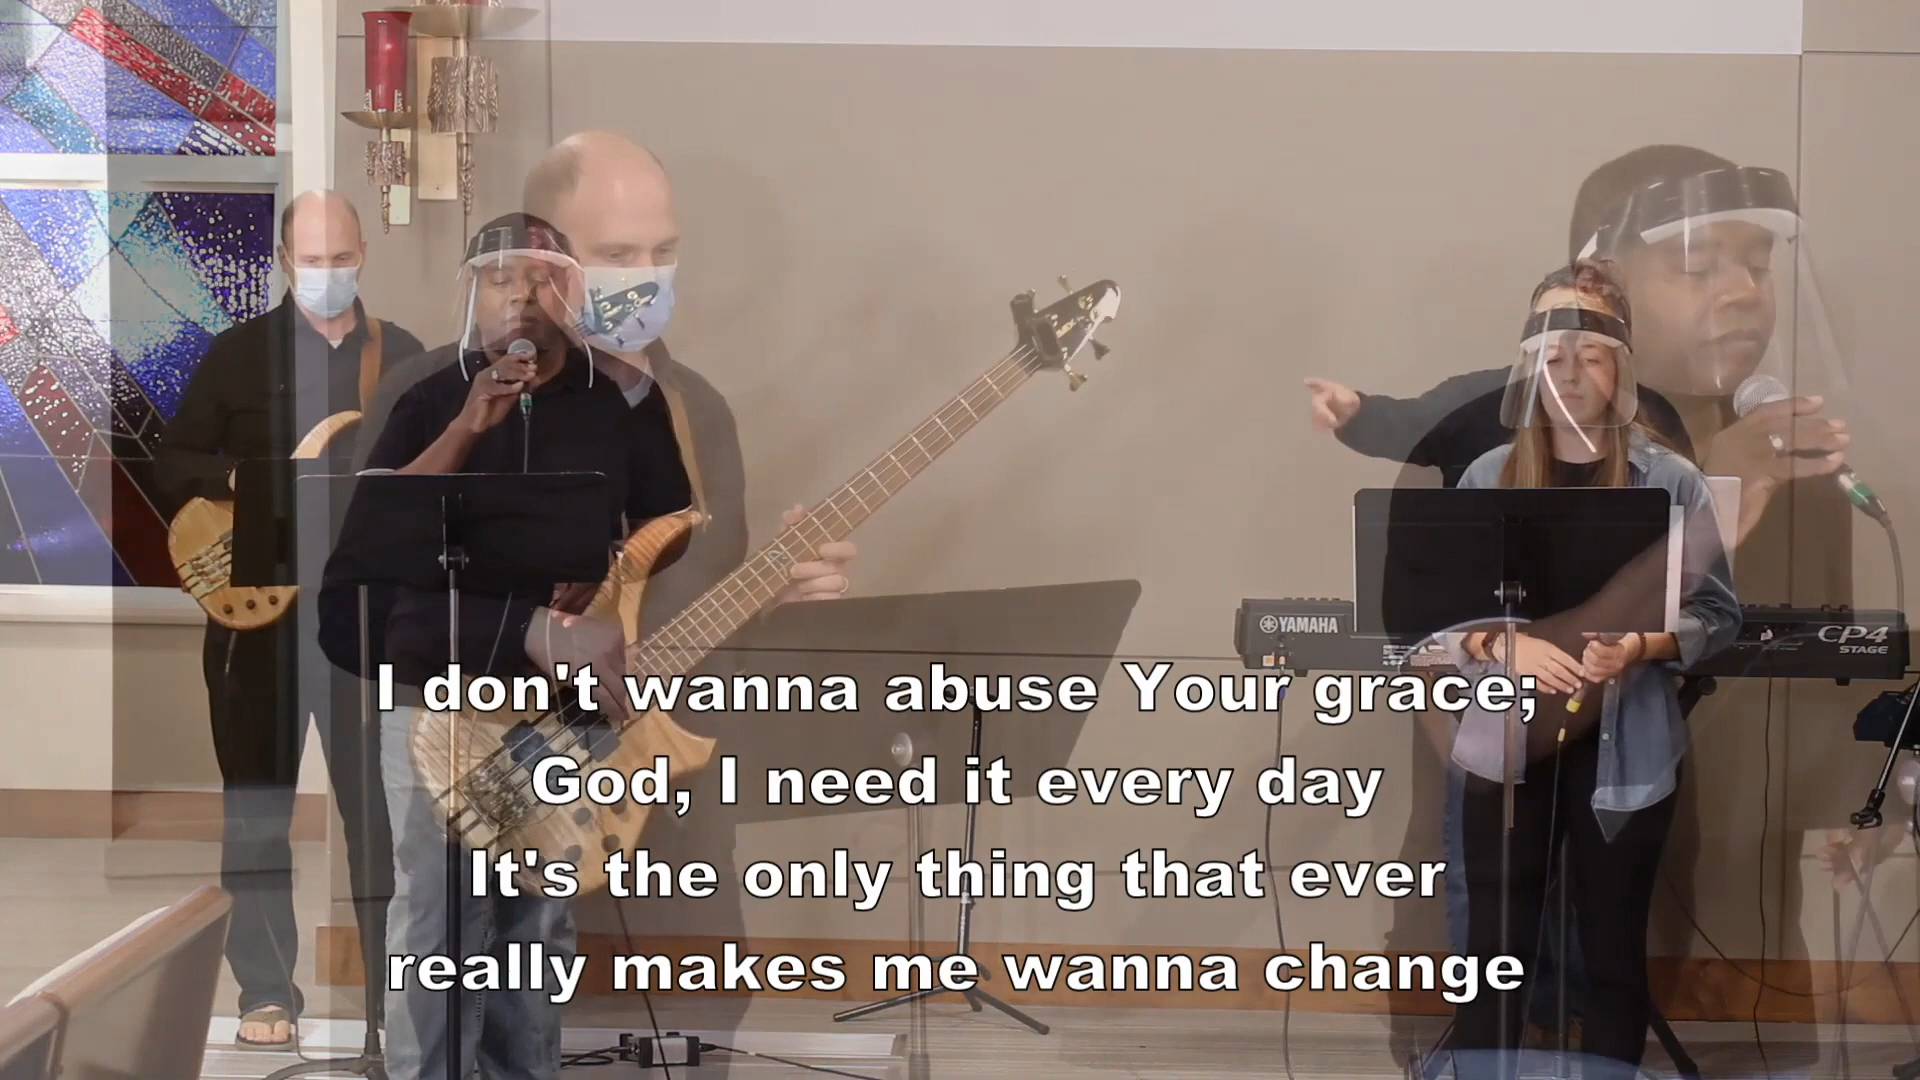 I don't wanna abuse Your grace;
God, I need it every day
It's the only thing that ever
really makes me wanna change
YAMAHA
CP4
STAGE